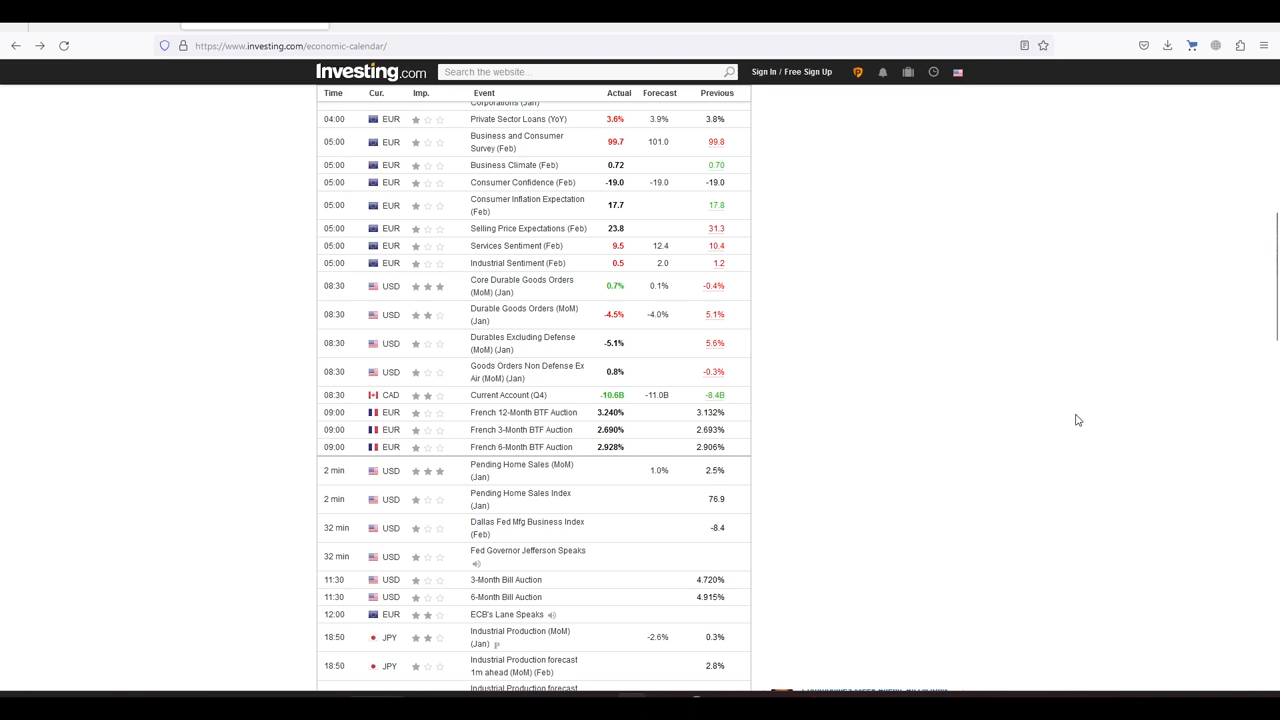 https://www.investing.com/economic-calendar/
Investing.com Search the website... Sign In / Free Sign Up
Time Cur. Imp. Event Actual Forecast Previous
Corporations (Jan)
04:00 EUR Private Sector Loans (YoY) 3.6% 3.9% 3.8%
05:00 EUR Business and Consumer
Survey (Feb) 99.7 101.0 99.8
05:00 EUR Business Climate (Feb) 0.72 0.70
05:00 EUR Consumer Confidence (Feb) -19.0 -19.0 -19.0
05:00 EUR Consumer Inflation Expectation
(Feb) 17.7 17.8
05:00 EUR Selling Price Expectations (Feb) 23.8 31.3
05:00 EUR Services Sentiment (Feb) 9.5 12.4 10.4
05:00 EUR Industrial Sentiment (Feb) 0.5 2.0 1.2
08:30 USD Core Durable Goods Orders
(MoM) (Jan) 0.7% 0.1% -0.4%
08:30 USD Durable Goods Orders (MoM)
(Jan) -4.5% -4.0% 5.1%
08:30 USD Durables Excluding Defense
(MoM) (Jan) -5.1% 5.6%
08:30 USD Goods Orders Non Defense Ex
Air (MoM) (Jan) 0.8% -0.3%
08:30 CAD Current Account (Q4) -10.6B -11.0B -8.4B
09:00 EUR French 12-Month BTF Auction 3.240% 3.132%
09:00 EUR French 3-Month BTF Auction 2.690% 2.693%
09:00 EUR French 6-Month BTF Auction 2.928% 2.906%
2 min USD Pending Home Sales (MoM)
(Jan) 1.0% 2.5%
2 min USD Pending Home Sales Index
(Jan) 76.9
32 min USD Dallas Fed Mfg Business Index
(Feb) -8.4
32 min USD Fed Governor Jefferson Speaks
11:30 USD 3-Month Bill Auction 4.720%
11:30 USD 6-Month Bill Auction 4.915%
12:00 EUR ECB's Lane Speaks
18:50 JPY Industrial Production (MoM)
(Jan) P -2.6% 0.3%
18:50 JPY Industrial Production forecast
1m ahead (MoM) (Feb) 2.8%
Industrial Production forecast